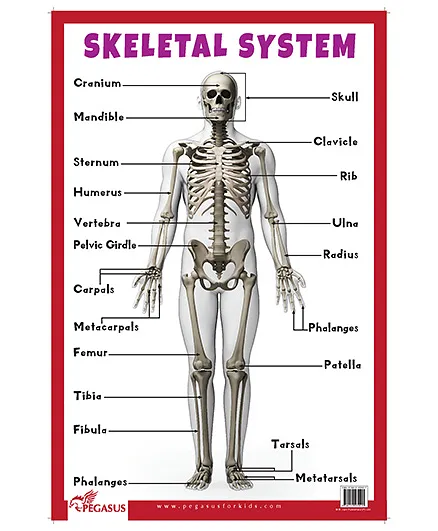 SKELETAL SYSTEM
Cranium
Skull
Mandible
Clavicle
Sternum
Rib
Humerus
Vertebra
Ulna
Pelvic Girdle
Radius
Carpals
Metacarpals
Phalanges
Femur
Patella
Tibia
Fibula
Tarsals
Metatarsals
Phalanges
PEGASUS
www.pegasusforkids.com